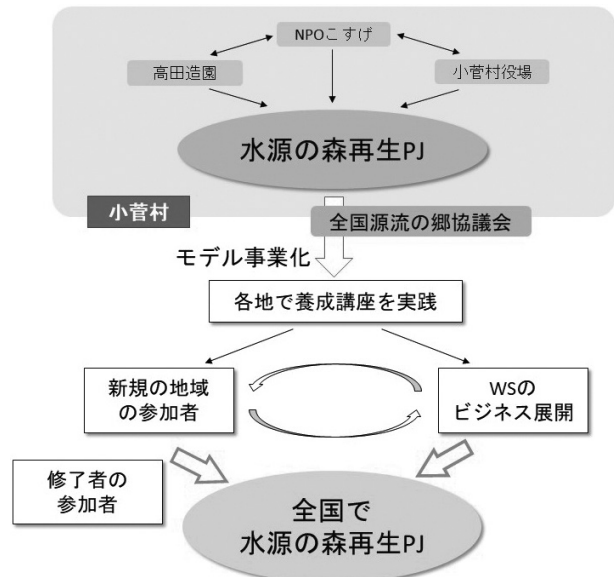 NPOこすげ
高田造園
小菅村役場
水源の森再生PJ
小菅村
全国源流の郷協議会
モデル事業化
各地で養成講座を実践
新規の地域
の参加者
WSの
ビジネス展開
修了者の
参加者
全国で
水源の森再生PJ